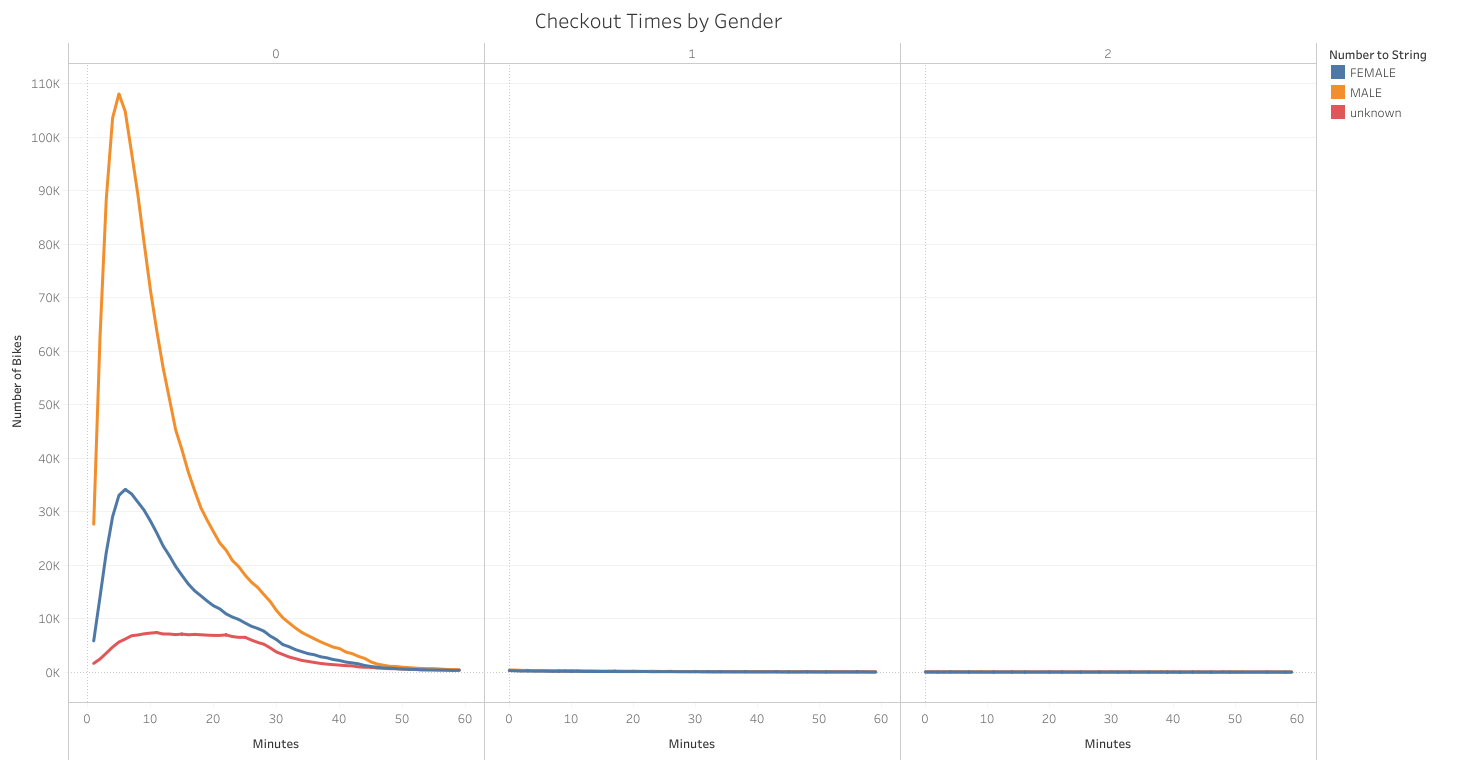 Checkout Times by Gender
0 1 2
Number to String
FEMALE
MALE
unknown
Number of Bikes
110K
100K
90K
80K
70K
60K
50K
40K
30K
20K
10K
0K
0 10 20 30 40 50 60 0 10 20 30 40 50 60 0 10 20 30 40 50 60
Minutes Minutes Minutes